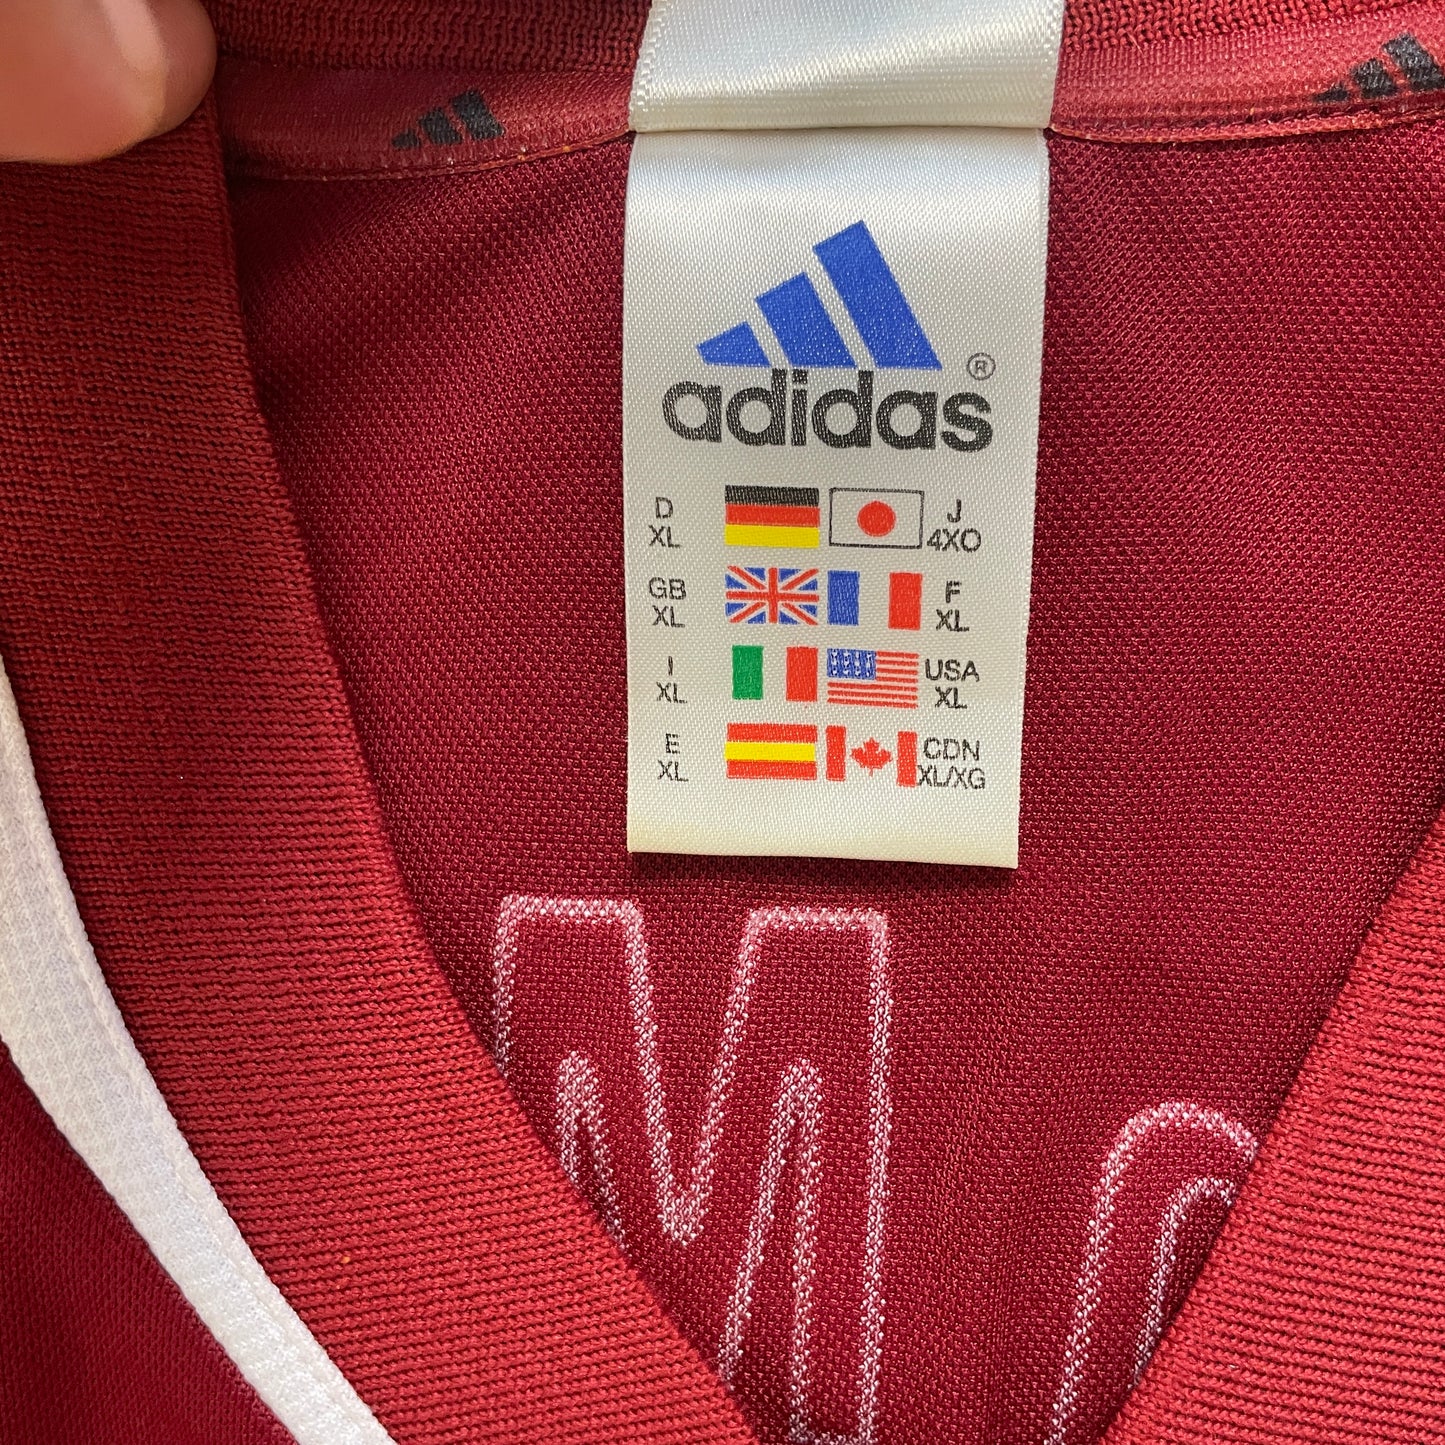 adidas®
D J
XL 4XO
GB F
XL XL
I USA
XL XL
E CDN
XL XL/XG
M